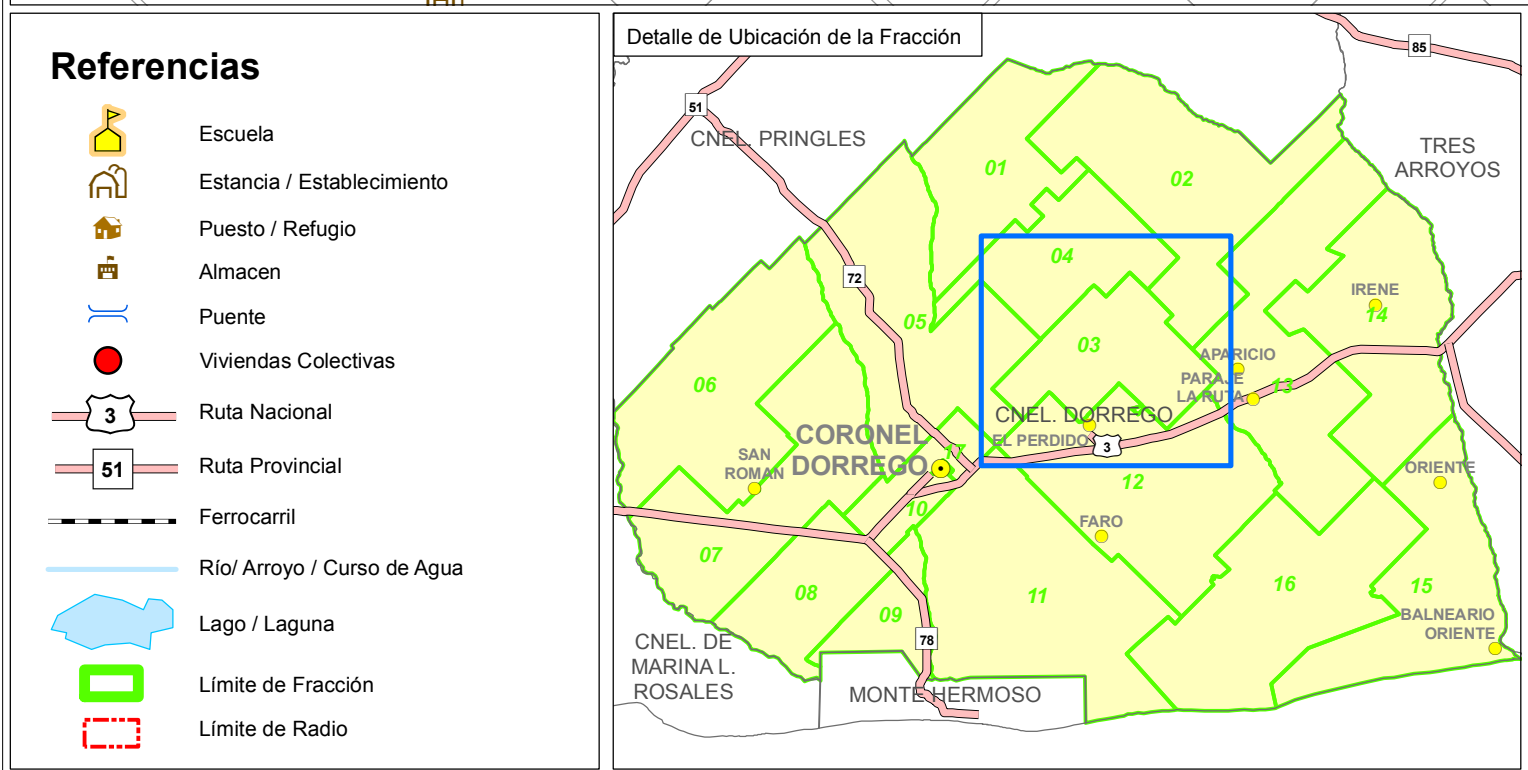 Referencias
Escuela
Estancia / Establecimiento
Puesto / Refugio
Almacen
Puente
Viviendas Colectivas
3
Ruta Nacional
51
Ruta Provincial
Ferrocarril
Río/ Arroyo / Curso de Agua
Lago / Laguna
Límite de Fracción
Límite de Radio
Detalle de Ubicación de la Fracción
85
51
CNEL. PRINGLES
TRES
ARROYOS
01
02
04
72
IRENE
14
05
03
APARICIO
06
PARAJE
LA RUTA
13
CNEL. DORREGO
EL PERDIDO
3
CORONEL
DORREGO
17
SAN
ROMAN
ORIENTE
12
10
FARO
07
08
09
11
16
15
BALNEARIO
ORIENTE
78
CNEL. DE
MARINA L.
ROSALES
MONTE HERMOSO